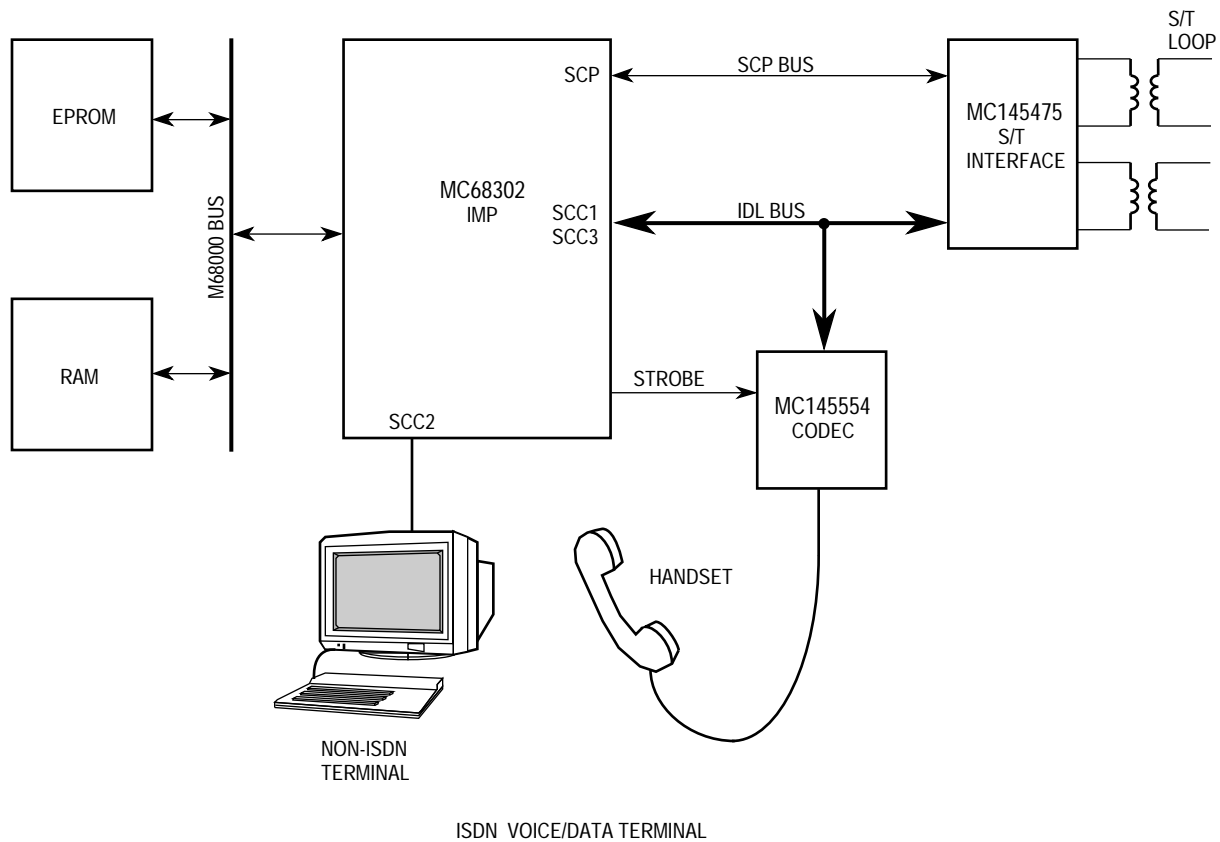 S/T
LOOP
EPROM
M68000 BUS
RAM
SCP
MC68302
IMP
SCC1
SCC3
SCC2
SCP BUS
IDL BUS
STROBE
MC145475
S/T
INTERFACE
MC145554
CODEC
HANDSET
NON-ISDN
TERMINAL
ISDN VOICE/DATA TERMINAL